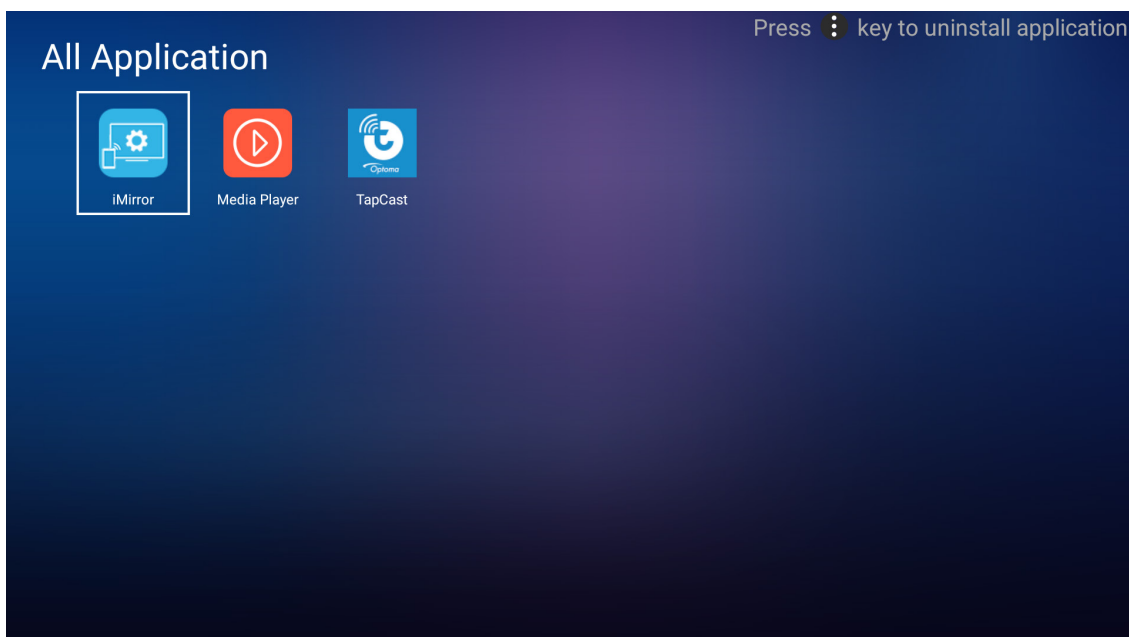 Press key to uninstall application
All Application
t
Optoma
iMirror
Media Player
TapCast